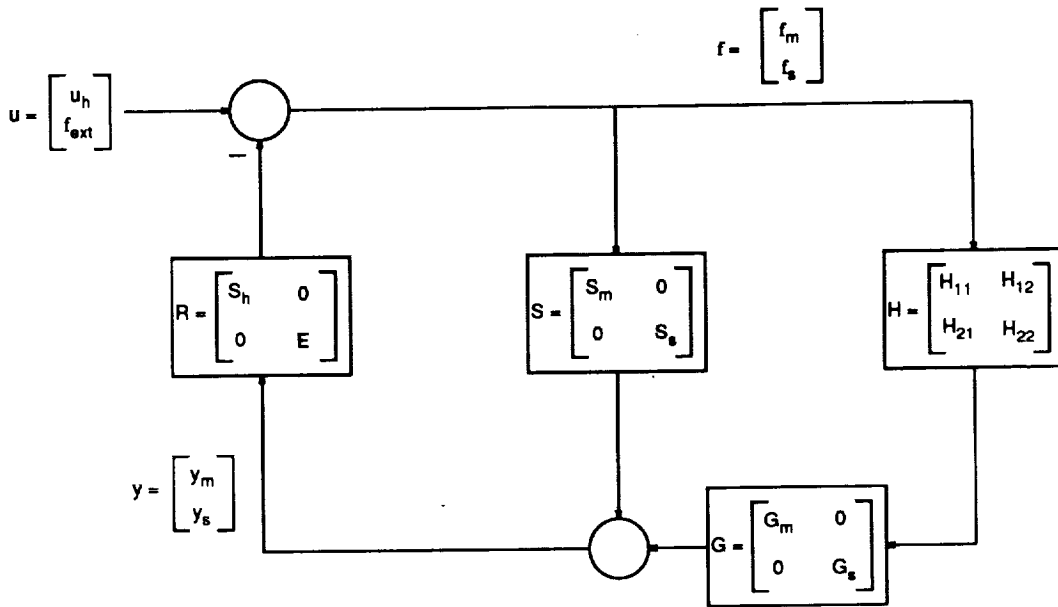 f = [ f_m
f_s ]
u = [ u_h
f_ext ]
−
R = [ S_h 0
0 E ]
S = [ S_m 0
0 S_s ]
H = [ H_11 H_12
H_21 H_22 ]
y = [ y_m
y_s ]
G = [ G_m 0
0 G_s ]